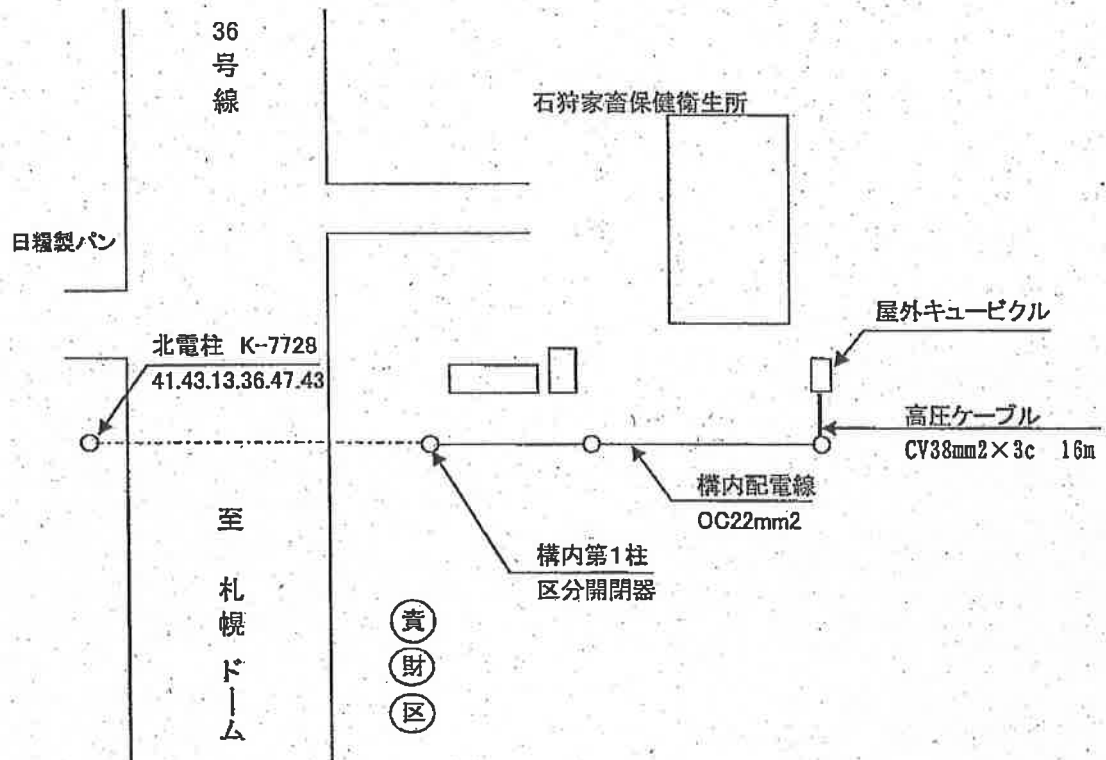 36号線
石狩家畜保健衛生所
日糧製パン
屋外キュービクル
北電柱 K-7728
41.43.13.36.47.43
高圧ケーブル
CV38mm2×3c 16m
構内配電線
OC22mm2
構内第1柱
区分開閉器
至札幌ドーム
責
財
区